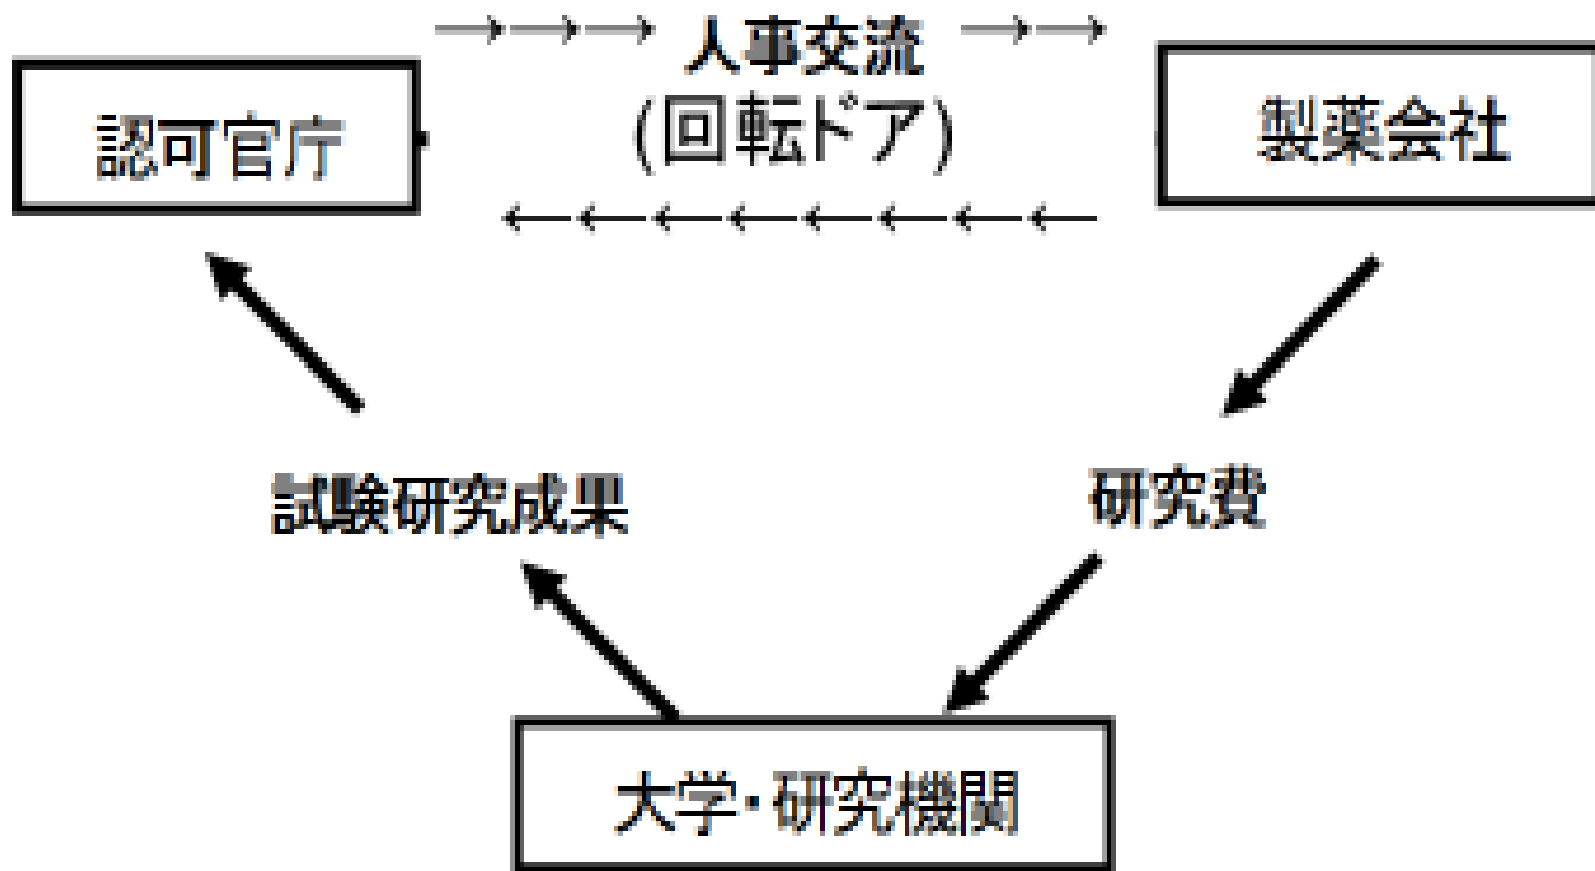 人事交流
(回転ドア)
認可官庁
製薬会社
試験研究成果
研究費
大学・研究機関